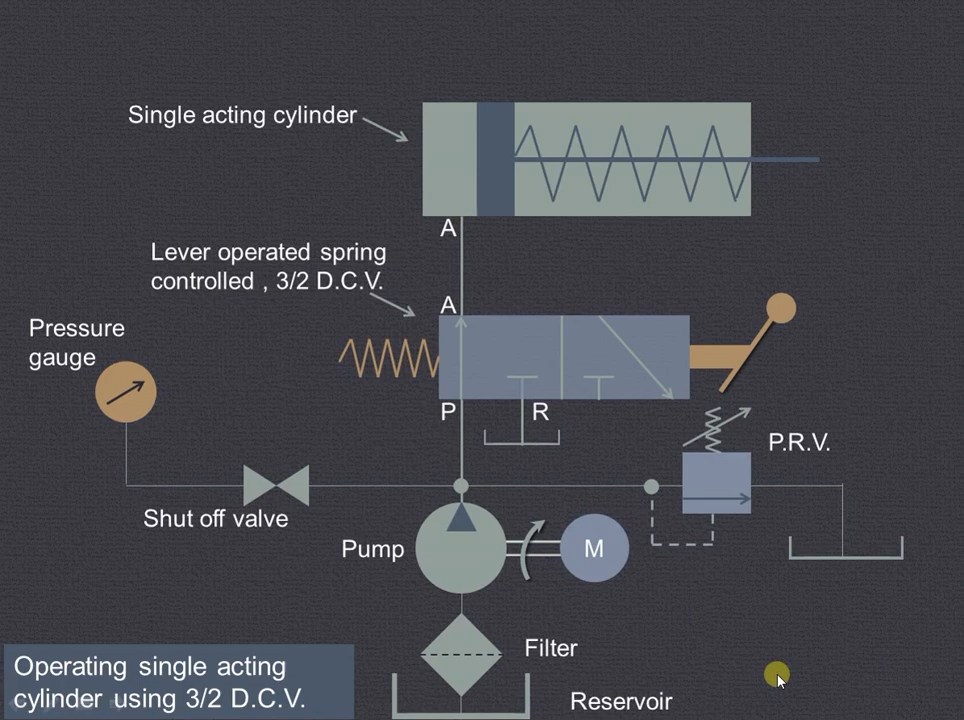 Single acting cylinder
A
Lever operated spring
controlled , 3/2 D.C.V.
A
Pressure
gauge
P
R
P.R.V.
Shut off valve
Pump
M
Filter
Operating single acting
cylinder using 3/2 D.C.V.
Reservoir